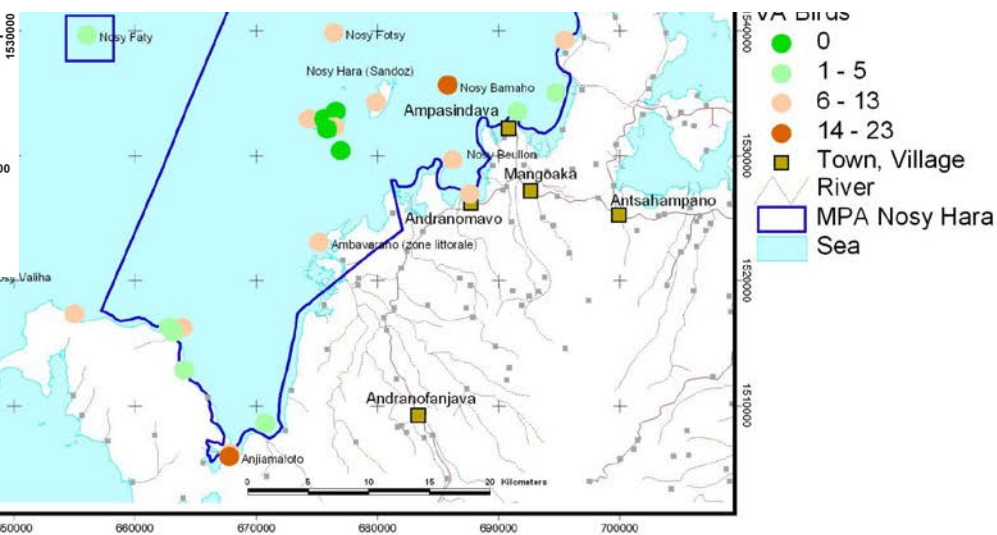 VA Birds
0
1 - 5
6 - 13
14 - 23
Town, Village
River
MPA Nosy Hara
Sea
1530000
1540000
Nosy Faty
Nosy Fotsy
Nosy Hara (Sandoz)
Nosy Bamaho
Ampasindava
1530000
Nosy Beullon
Mangoaka
Antsahampano
Andranomavo
Ambavarano (zone littorale)
Valiha
1520000
Andranofanjava
1510000
Anjiamaloto
0 5 10 15 20 Kilometers
660000 670000 680000 690000 700000